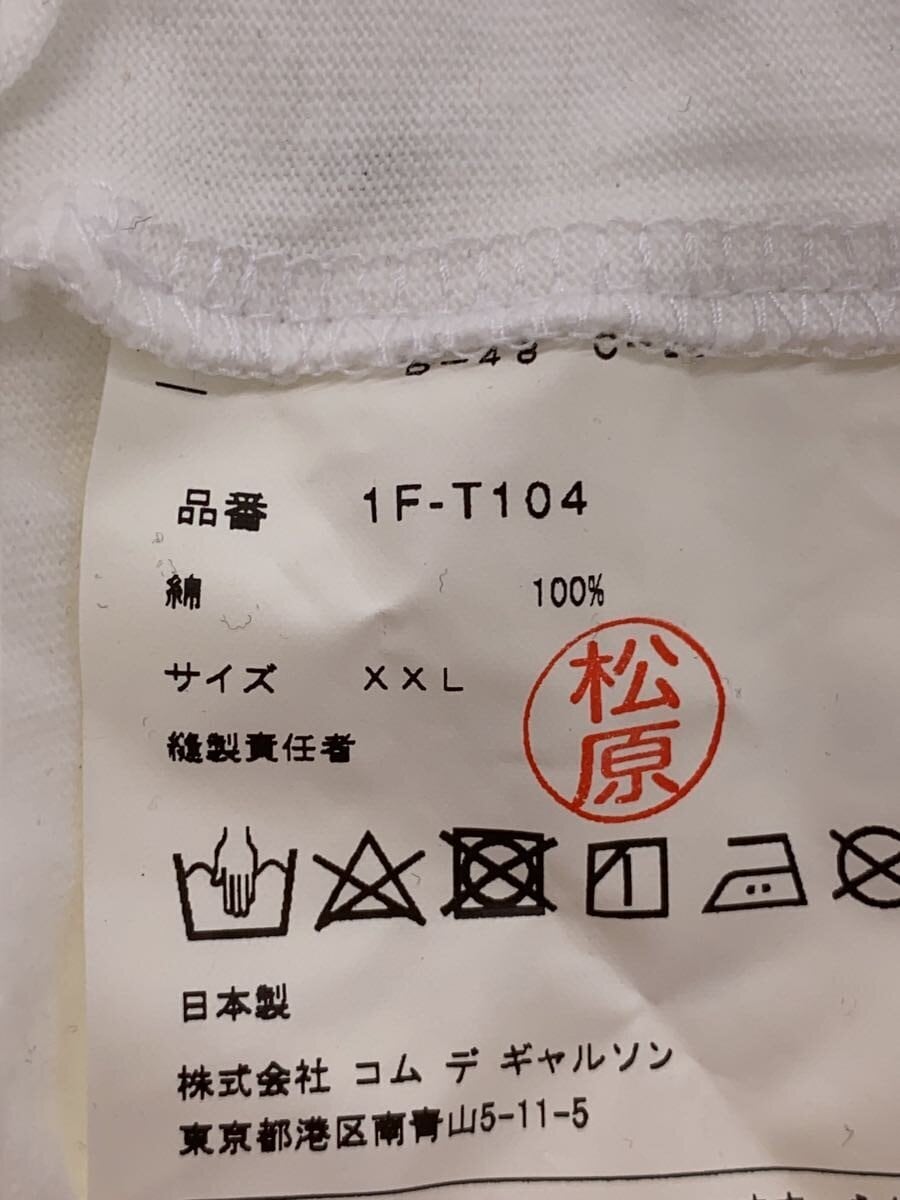 品番 1F-T104
綿 100%
サイズ XXL
縫製責任者
松原
日本製
株式会社 コム デ ギャルソン
東京都港区南青山5-11-5